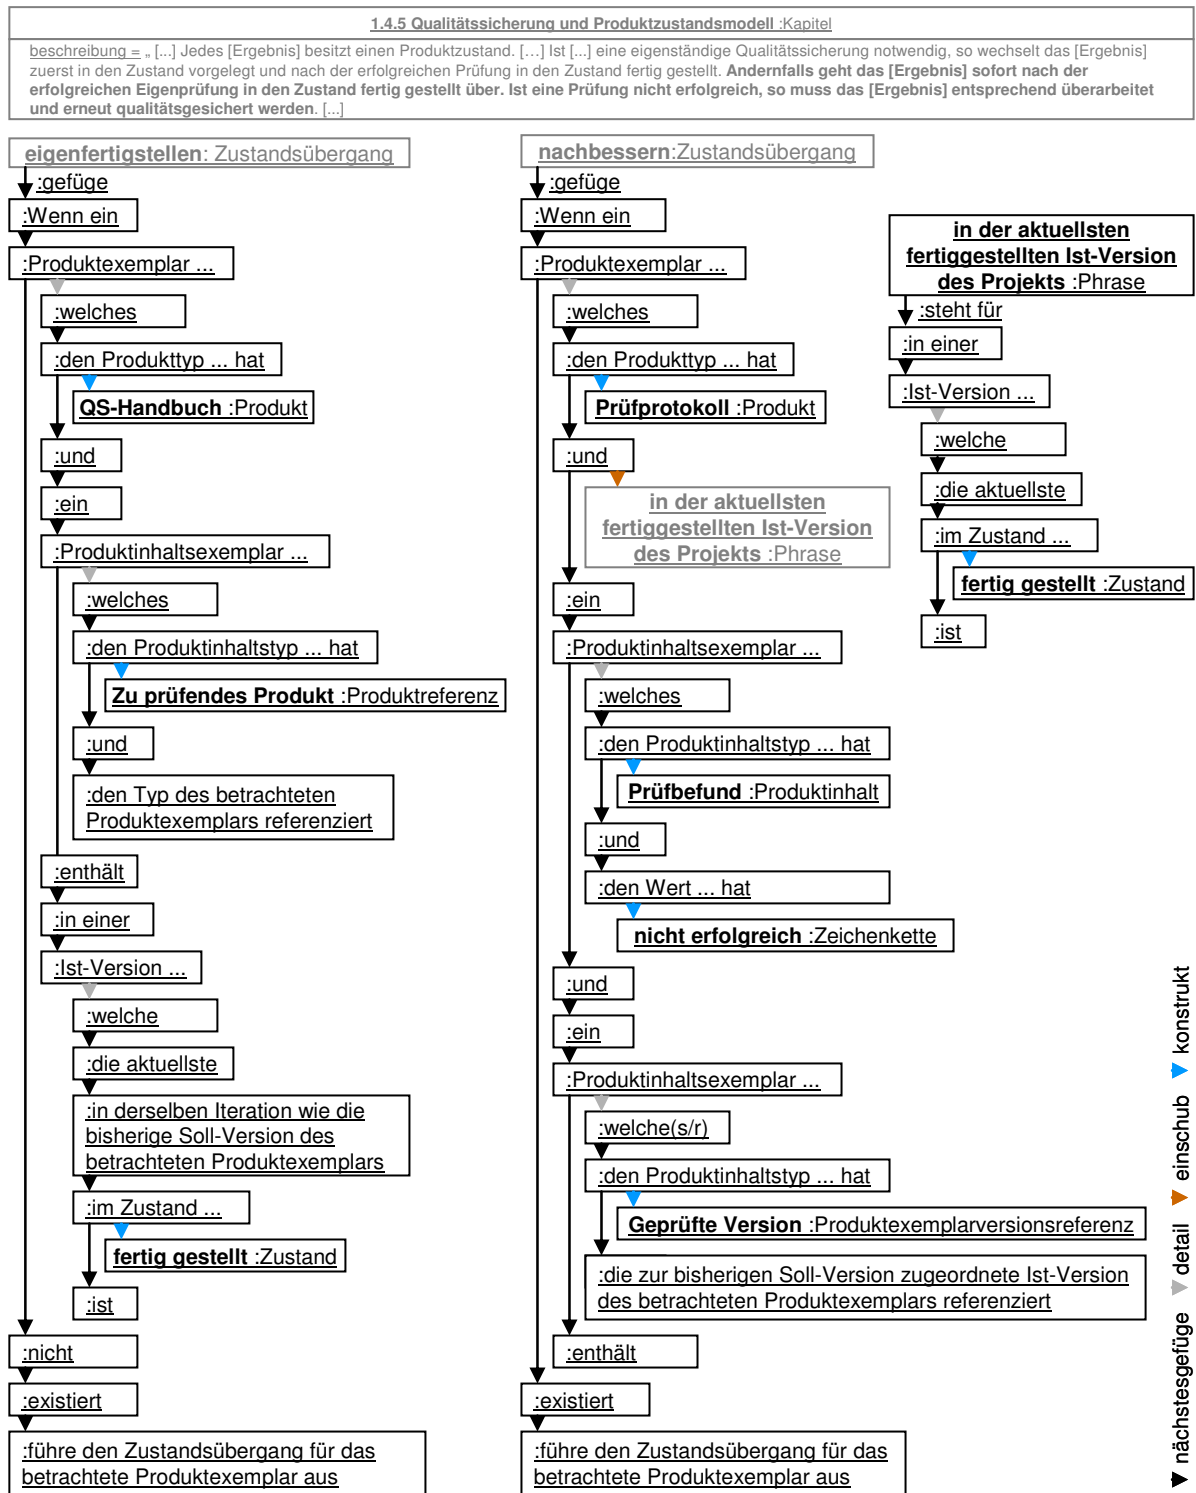 1.4.5 Qualitätssicherung und Produktzustandsmodell :Kapitel
beschreibung = „ [...] Jedes [Ergebnis] besitzt einen Produktzustand. [...] Ist [...] eine eigenständige Qualitätssicherung notwendig, so wechselt das [Ergebnis]
zuerst in den Zustand vorgelegt und nach der erfolgreichen Prüfung in den Zustand fertig gestellt. Andernfalls geht das [Ergebnis] sofort nach der
erfolgreichen Eigenprüfung in den Zustand fertig gestellt über. Ist eine Prüfung nicht erfolgreich, so muss das [Ergebnis] entsprechend überarbeitet
und erneut qualitätsgesichert werden. [...]
eigenfertigstellen: Zustandsübergang
:gefüge
:Wenn ein
:Produktexemplar ...
:welches
:den Produkttyp ... hat
QS-Handbuch :Produkt
:und
:ein
:Produktinhaltsexemplar ...
:welches
:den Produktinhaltstyp ... hat
Zu prüfendes Produkt :Produktreferenz
:und
:den Typ des betrachteten
Produktexemplars referenziert
:enthält
:in einer
:Ist-Version ...
:welche
:die aktuellste
:in derselben Iteration wie die
bisherige Soll-Version des
betrachteten Produktexemplars
:im Zustand ...
fertig gestellt :Zustand
:ist
:nicht
:existiert
:führe den Zustandsübergang für das
betrachtete Produktexemplar aus
nachbessern:Zustandsübergang
:gefüge
:Wenn ein
:Produktexemplar ...
:welches
:den Produkttyp ... hat
Prüfprotokoll :Produkt
:und
in der aktuellsten
fertiggestellten Ist-Version
des Projekts :Phrase
:ein
:Produktinhaltsexemplar ...
:welches
:den Produktinhaltstyp ... hat
Prüfbefund :Produktinhalt
:und
:den Wert ... hat
nicht erfolgreich :Zeichenkette
:und
:ein
:Produktinhaltsexemplar ...
:welche(s/r)
:den Produktinhaltstyp ... hat
Geprüfte Version :Produktexemplarversionsreferenz
:die zur bisherigen Soll-Version zugeordnete Ist-Version
des betrachteten Produktexemplars referenziert
:enthält
:existiert
:führe den Zustandsübergang für das
betrachtete Produktexemplar aus
in der aktuellsten
fertiggestellten Ist-Version
des Projekts :Phrase
:steht für
:in einer
:Ist-Version ...
:welche
:die aktuellste
:im Zustand ...
fertig gestellt :Zustand
:ist
nächstesgefüge
detail
einschub
konstrukt